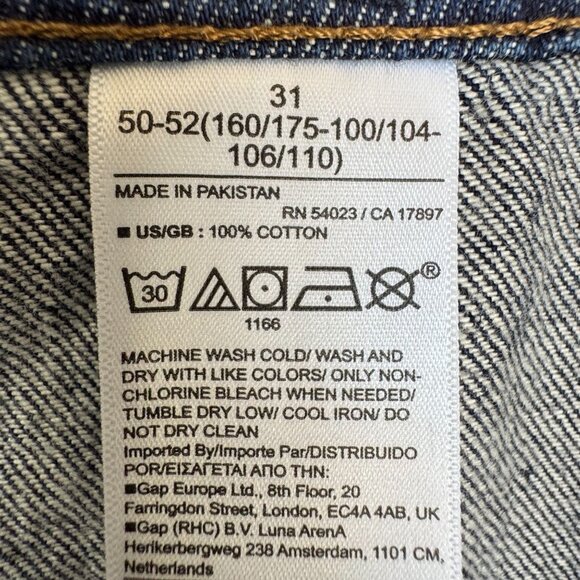 31
50-52(160/175-100/104-
106/110)
MADE IN PAKISTAN
RN 54023 / CA 17897
■ US/GB : 100% COTTON
30
®
1166
MACHINE WASH COLD/ WASH AND
DRY WITH LIKE COLORS/ ONLY NON-
CHLORINE BLEACH WHEN NEEDED/
TUMBLE DRY LOW/ COOL IRON/ DO
NOT DRY CLEAN
Imported By/Importe Par/DISTRIBUIDO
POR/ΕΙΣΑΓΕΤΑΙ ΑΠΟ ΤΗΝ:
■Gap Europe Ltd., 8th Floor, 20
Farringdon Street, London, EC4A 4AB, UK
■Gap (RHC) B.V. Luna ArenA
Herikerbergweg 238 Amsterdam, 1101 CM,
Netherlands